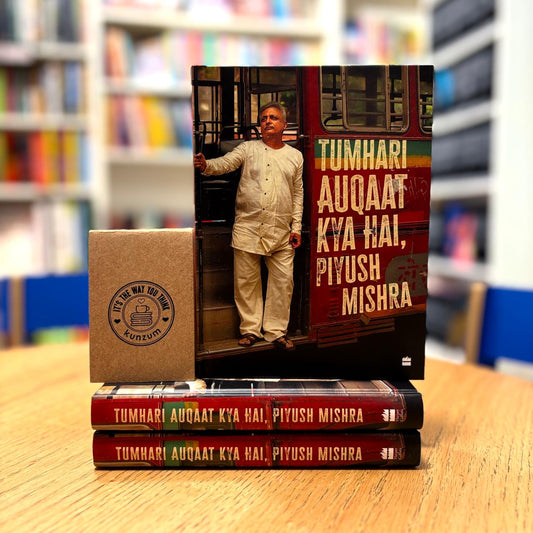 TUMHARI
AUQAAT
KYA HAI,
PIYUSH
MISHRA
IT'S THE WAY YOU THINK
kunzum
TUMHARI AUQAAT KYA HAI, PIYUSH MISHRA
TUMHARI AUQAAT KYA HAI, PIYUSH MISHRA